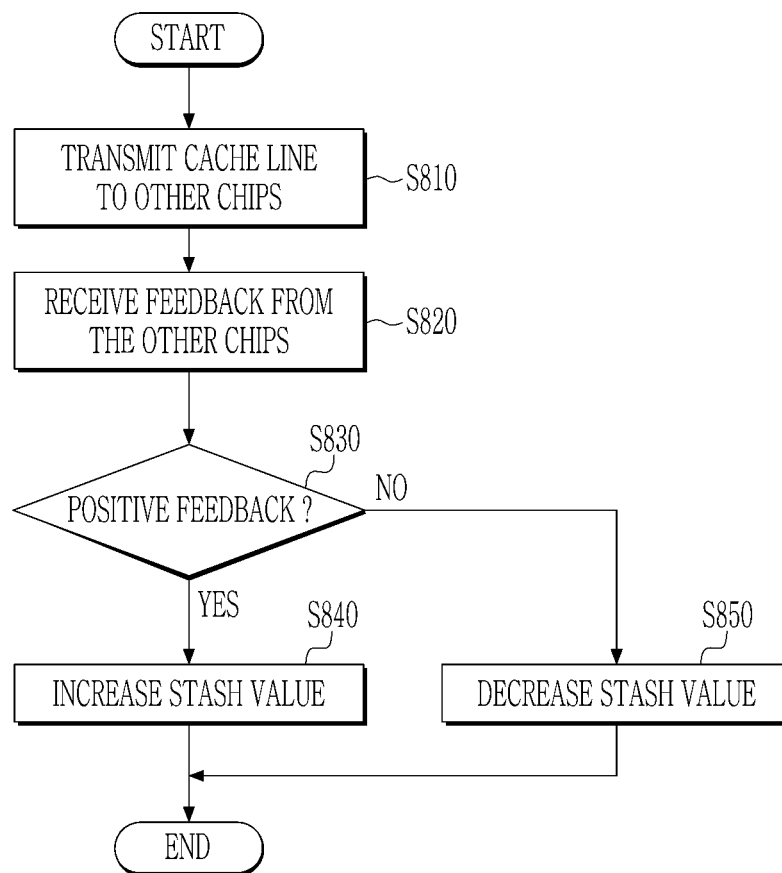 START
TRANSMIT CACHE LINE
TO OTHER CHIPS
S810
RECEIVE FEEDBACK FROM
THE OTHER CHIPS
S820
S830
POSITIVE FEEDBACK ?
NO
YES
S840
INCREASE STASH VALUE
S850
DECREASE STASH VALUE
END